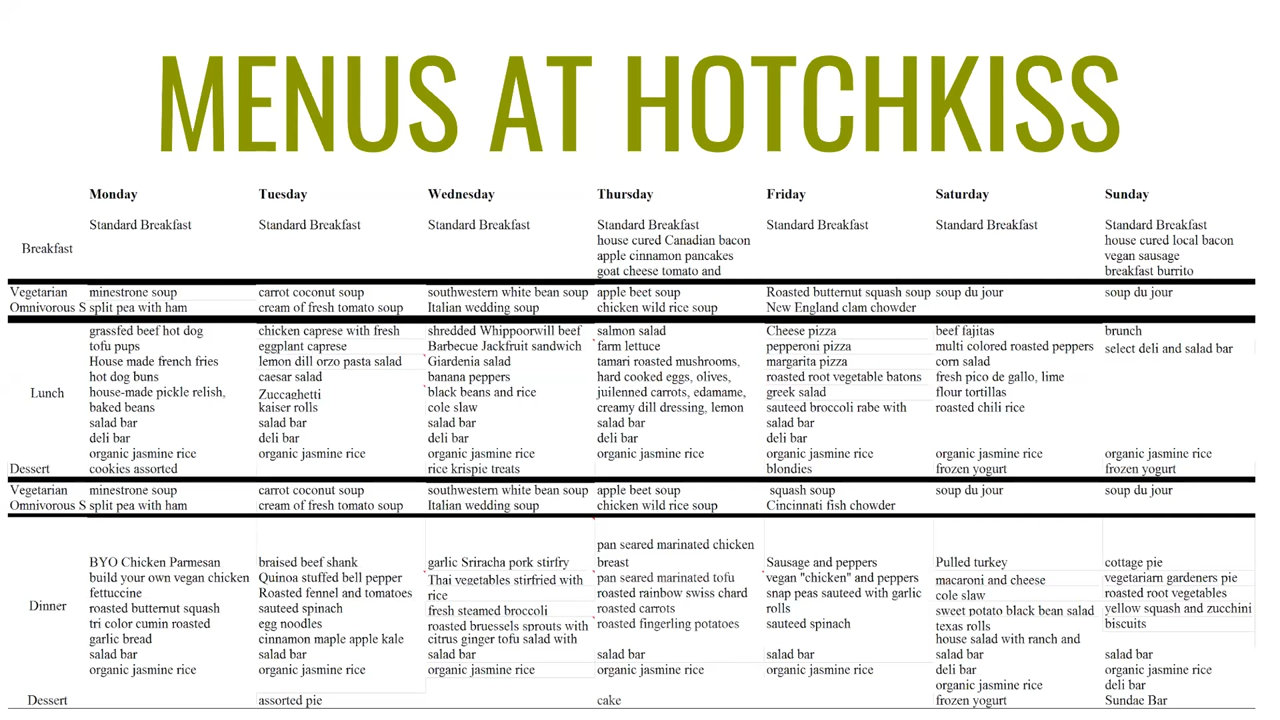 MENUS AT HOTCHKISS
Monday Tuesday Wednesday Thursday Friday Saturday Sunday
Standard Breakfast Standard Breakfast Standard Breakfast Standard Breakfast Standard Breakfast Standard Breakfast Standard Breakfast
house cured Canadian bacon house cured local bacon
Breakfast
apple cinnamon pancakes vegan sausage
goat cheese tomato and breakfast burrito
Vegetarian minestrone soup carrot coconut soup southwestern white bean soup apple beet soup Roasted butternut squash soup soup du jour soup du jour
Omnivorous S split pea with ham cream of fresh tomato soup Italian wedding soup chicken wild rice soup New England clam chowder
grassfed beef hot dog chicken caprese with fresh shredded Whippoorwill beef salmon salad Cheese pizza beef fajitas brunch
tofu pups eggplant caprese Barbecue Jackfruit sandwich farm lettuce pepperoni pizza multi colored roasted peppers select deli and salad bar
House made french fries lemon dill orzo pasta salad Giardenia salad tamari roasted mushrooms, margarita pizza corn salad
hot dog buns caesar salad banana peppers hard cooked eggs, olives, roasted root vegetable batons fresh pico de gallo, lime
Lunch house-made pickle relish, Zuccaghetti black beans and rice juilenned carrots, edamame, greek salad flour tortillas
baked beans kaiser rolls cole slaw creamy dill dressing, lemon sauteed broccoli rabe with roasted chili rice
salad bar salad bar salad bar salad bar salad bar
deli bar deli bar deli bar deli bar deli bar
organic jasmine rice organic jasmine rice organic jasmine rice organic jasmine rice organic jasmine rice organic jasmine rice organic jasmine rice
Dessert cookies assorted rice krispie treats blondies frozen yogurt frozen yogurt
Vegetarian minestrone soup carrot coconut soup southwestern white bean soup apple beet soup squash soup soup du jour soup du jour
Omnivorous S split pea with ham cream of fresh tomato soup Italian wedding soup chicken wild rice soup Cincinnati fish chowder
pan seared marinated chicken
BYO Chicken Parmesan braised beef shank garlic Sriracha pork stirfry breast Sausage and peppers Pulled turkey cottage pie
build your own vegan chicken Quinoa stuffed bell pepper Thai vegetables stirfried with pan seared marinated tofu vegan "chicken" and peppers macaroni and cheese vegetariarn gardeners pie
fettuccine Roasted fennel and tomatoes rice roasted rainbow swiss chard snap peas sauteed with garlic cole slaw roasted root vegetables
Dinner roasted butternut squash sauteed spinach fresh steamed broccoli roasted carrots rolls sweet potato black bean salad yellow squash and zucchini
tri color cumin roasted egg noodles roasted bruessels sprouts with roasted fingerling potatoes sauteed spinach texas rolls biscuits
garlic bread cinnamon maple apple kale citrus ginger tofu salad with house salad with ranch and
salad bar salad bar salad bar salad bar salad bar salad bar salad bar
organic jasmine rice organic jasmine rice organic jasmine rice organic jasmine rice organic jasmine rice deli bar organic jasmine rice
organic jasmine rice deli bar
Dessert assorted pie cake frozen yogurt Sundae Bar